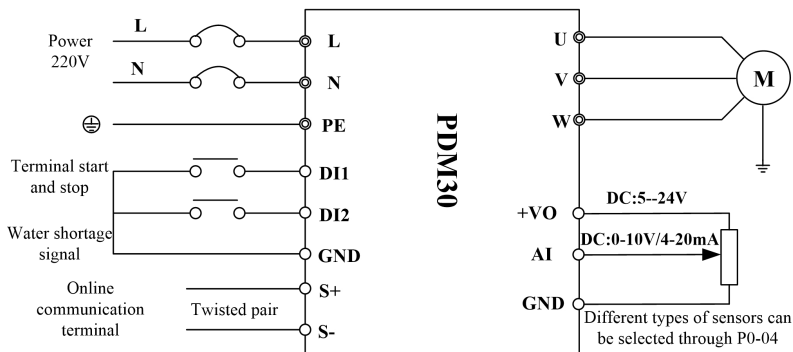 Power
220V
L
N
L
N
PE
Terminal start
and stop
DI1
DI2
Water shortage
signal
GND
Online
communication
terminal
Twisted pair
S+
S-
PDM30
U
V
W
M
+VO
DC:5--24V
AI
DC:0-10V/4-20mA
GND
Different types of sensors can
be selected through P0-04